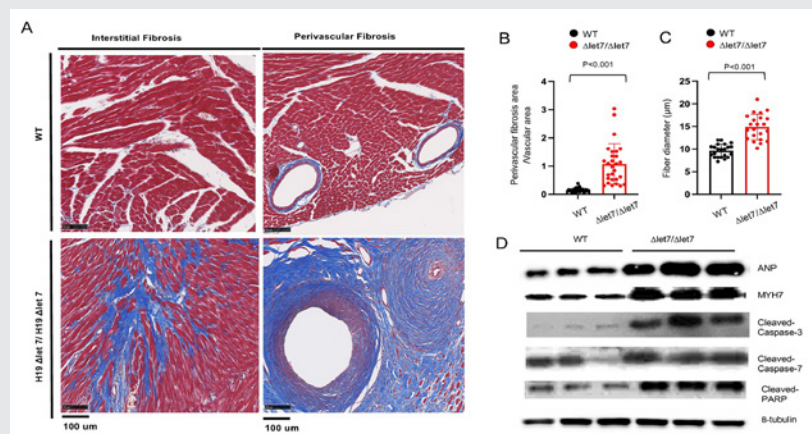 A
Interstitial Fibrosis
Perivascular Fibrosis
WT
H19 Δlet 7/ H19 Δlet 7
100 um
100 um
B
WT
Δlet7/Δlet7
P<0.001
Perivascular fibrosis area
/Vascular area
4
3
2
1
0
WT
Δlet7/Δlet7
C
WT
Δlet7/Δlet7
P<0.001
Fiber diameter (µm)
25
20
15
10
5
0
WT
Δlet7/Δlet7
D
WT
Δlet7/Δlet7
ANP
MYH7
Cleaved-
Caspase-3
Cleaved-
Caspase-7
Cleaved-
PARP
ß-tubulin